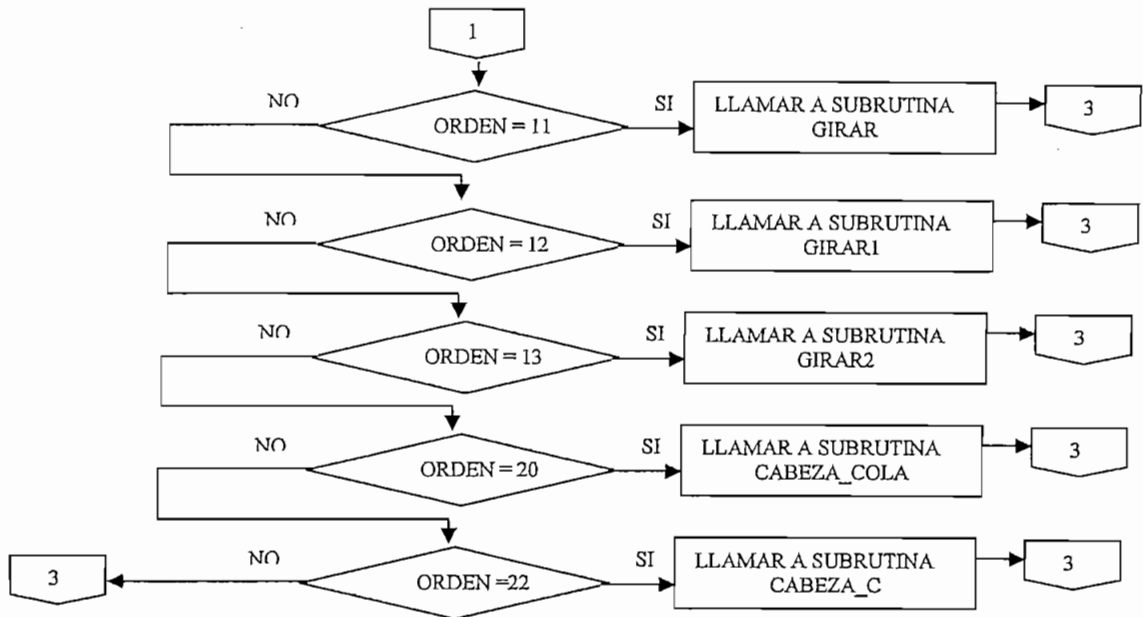 1
NO
ORDEN = 11
SI
LLAMAR A SUBRUTINA
GIRAR
3
NO
ORDEN = 12
SI
LLAMAR A SUBRUTINA
GIRAR1
3
NO
ORDEN = 13
SI
LLAMAR A SUBRUTINA
GIRAR2
3
NO
ORDEN = 20
SI
LLAMAR A SUBRUTINA
CABEZA_COLA
3
3
NO
ORDEN =22
SI
LLAMAR A SUBRUTINA
CABEZA_C
3